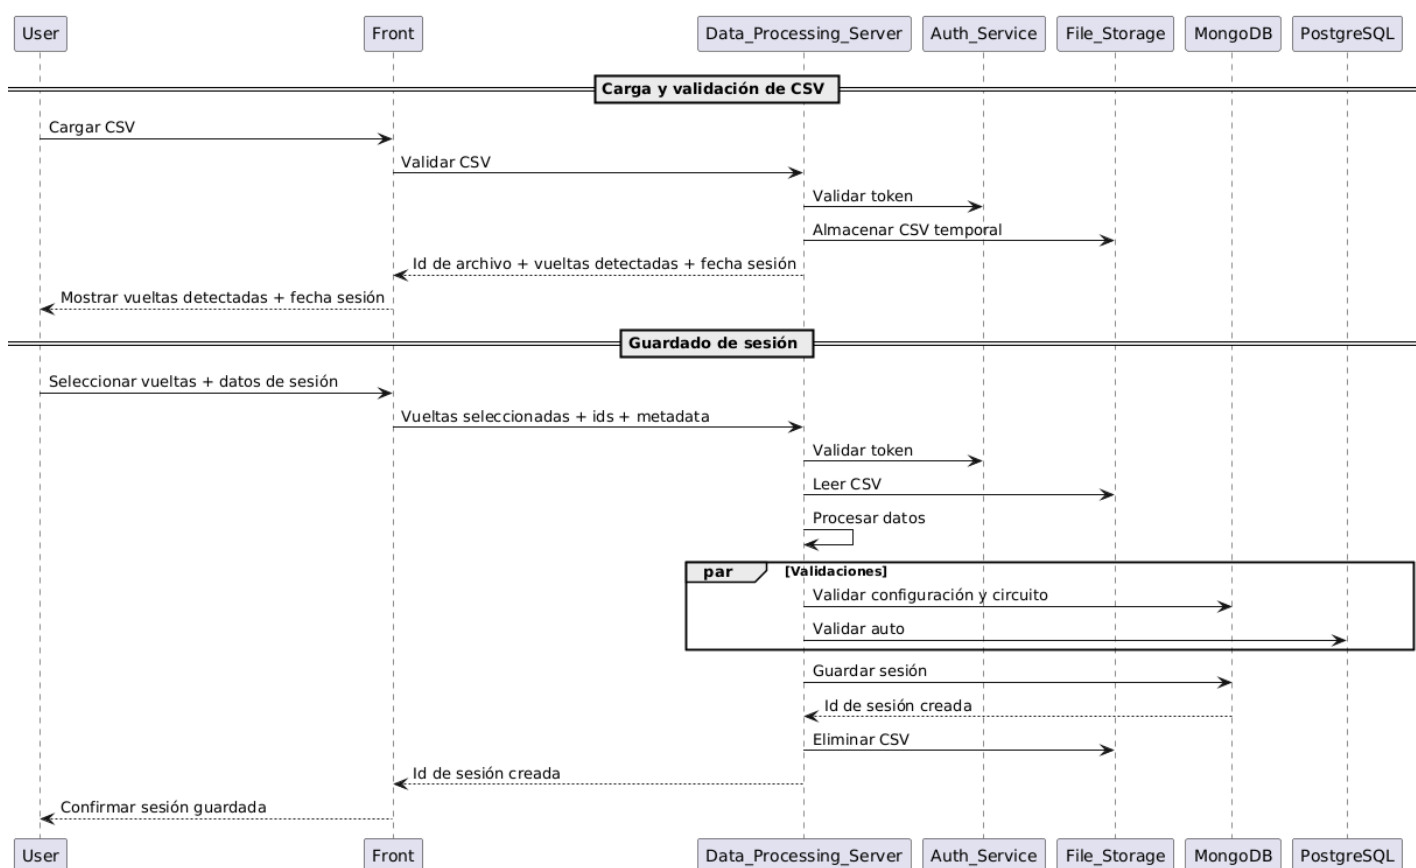 User Front Data_Processing_Server Auth_Service File_Storage MongoDB PostgreSQL
Carga y validación de CSV
Cargar CSV
Validar CSV
Validar token
Almacenar CSV temporal
Id de archivo + vueltas detectadas + fecha sesión
Mostrar vueltas detectadas + fecha sesión
Guardado de sesión
Seleccionar vueltas + datos de sesión
Vueltas seleccionadas + ids + metadata
Validar token
Leer CSV
Procesar datos
par [Validaciones]
Validar configuración y circuito
Validar auto
Guardar sesión
Id de sesión creada
Eliminar CSV
Id de sesión creada
Confirmar sesión guardada
User Front Data_Processing_Server Auth_Service File_Storage MongoDB PostgreSQL